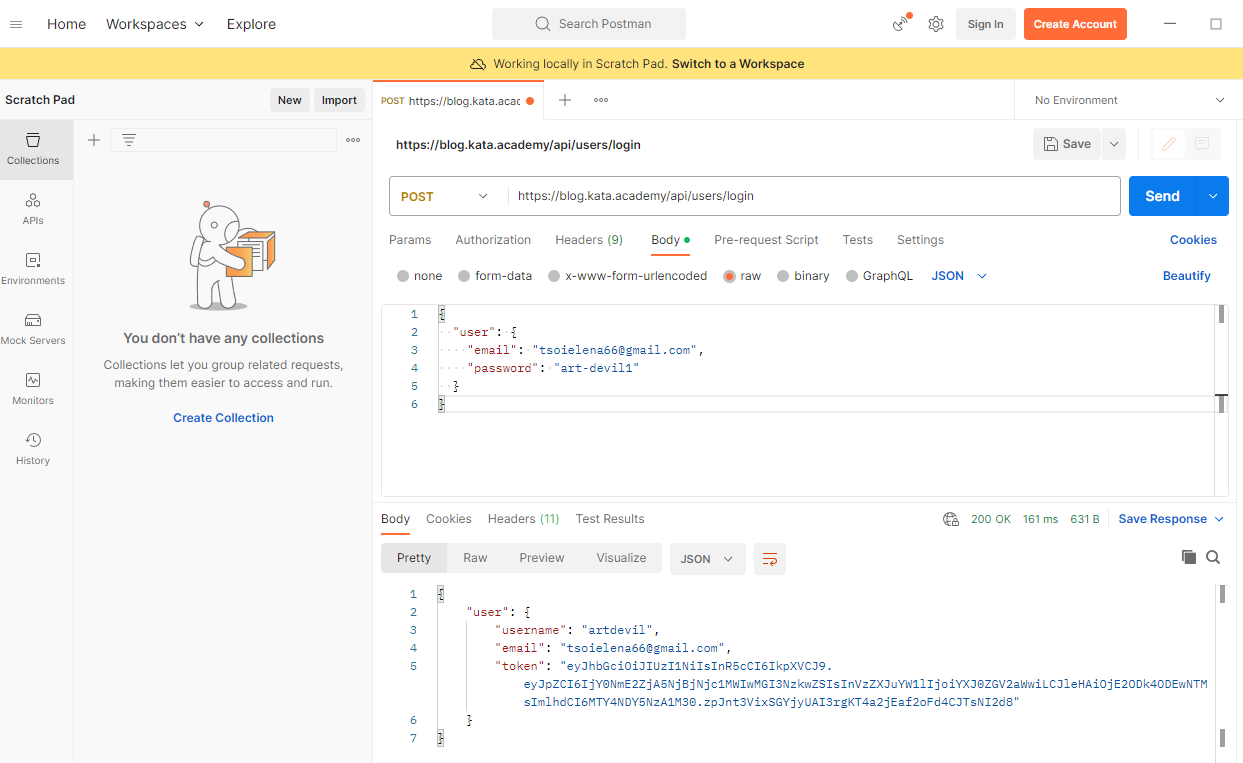 Home Workspaces Explore Search Postman Sign In Create Account
Working locally in Scratch Pad. Switch to a Workspace
Scratch Pad New Import
POST https://blog.kata.acac
No Environment
Collections
APIs
Environments
Mock Servers
Monitors
History
You don't have any collections
Collections let you group related requests,
making them easier to access and run.
Create Collection
https://blog.kata.academy/api/users/login Save
POST https://blog.kata.academy/api/users/login Send
Params Authorization Headers (9) Body Pre-request Script Tests Settings Cookies
none form-data x-www-form-urlencoded raw binary GraphQL JSON Beautify
1 {
2 "user": {
3 "email": "tsoielena66@gmail.com",
4 "password": "art-devil1"
5 }
6 }
Body Cookies Headers (11) Test Results 200 OK 161 ms 631 B Save Response
Pretty Raw Preview Visualize JSON
1 {
2 "user": {
3 "username": "artdevil",
4 "email": "tsoielena66@gmail.com",
5 "token": "eyJhbGciOiJIUzI1NiIsInR5cCI6IkpXVCJ9.
eyJpZCI6IjY0NmE2ZjA5NjBjNjc1MWIwMGI3NzkwZSIsInVzZXJuYW1lIjoiYXJ0ZGV2aWwiLCJleHAiOjE2ODk4ODEwNTM
sImlhdCI6MTY4NDY5NzA1M30.zpJnt3VixSGYjyUAI3rgKT4a2jEaf2oFd4CJTsNI2d8"
6 }
7 }